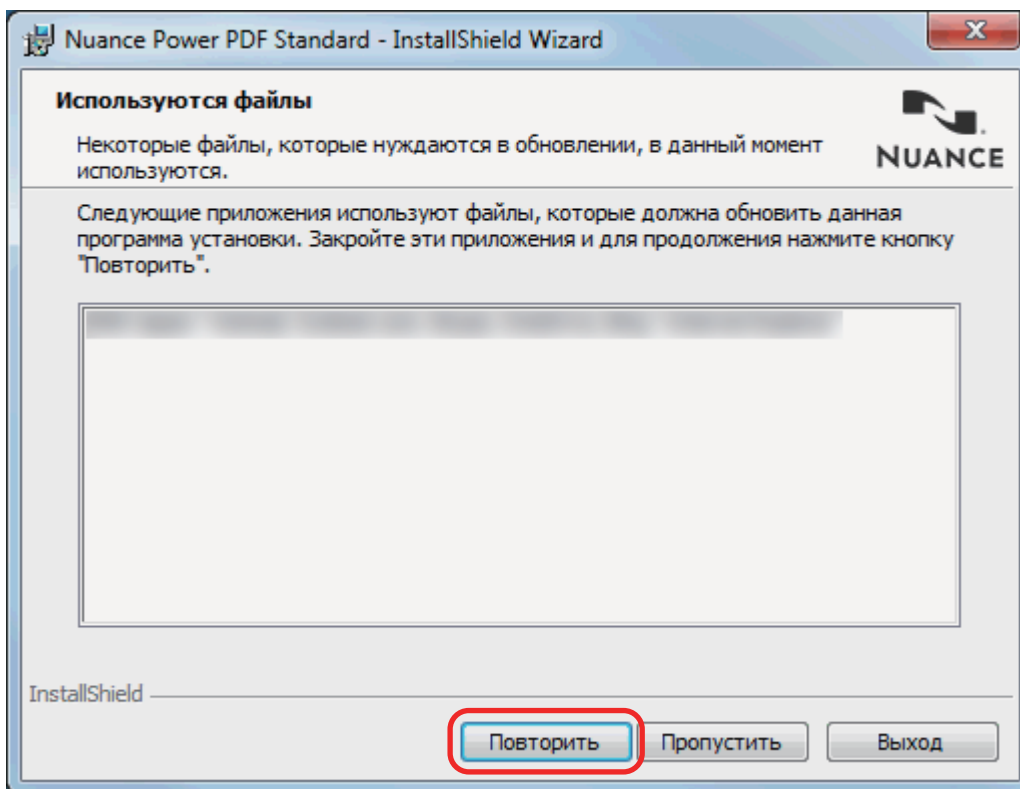 Nuance Power PDF Standard - InstallShield Wizard
Используются файлы
Некоторые файлы, которые нуждаются в обновлении, в данный момент
используются.
NUANCE
Следующие приложения используют файлы, которые должна обновить данная
программа установки. Закройте эти приложения и для продолжения нажмите кнопку
"Повторить".
InstallShield
Повторить Пропустить Выход